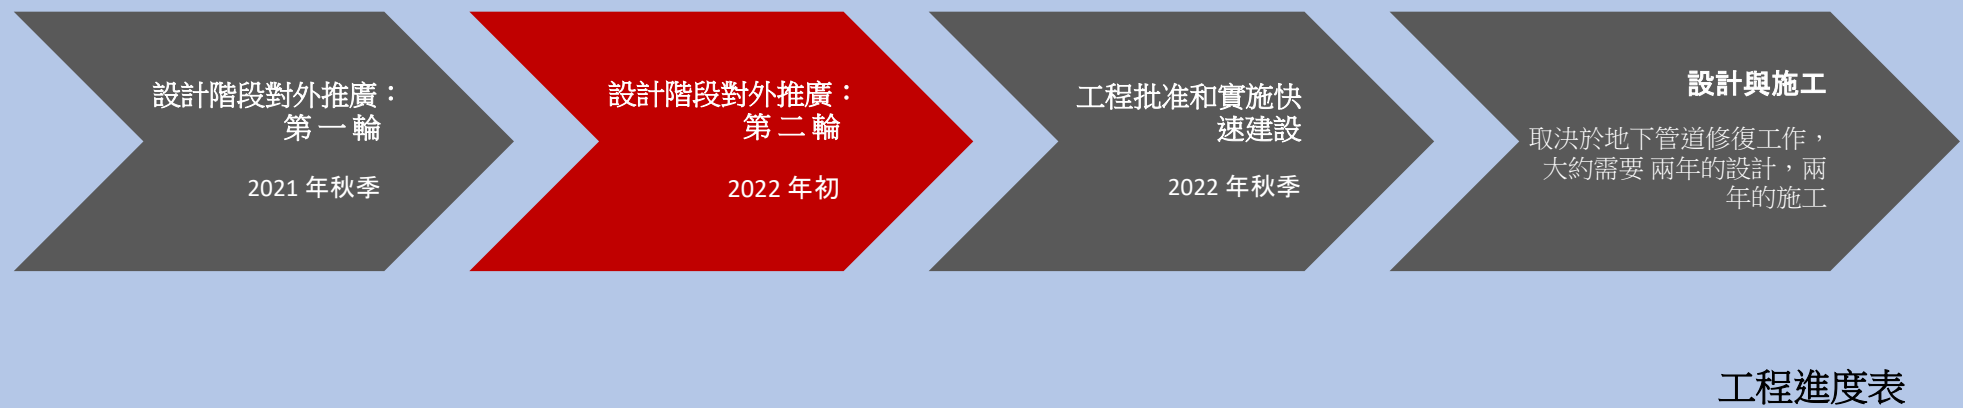 設計階段對外推廣：
第 一 輪
2021 年秋季
設計階段對外推廣：
第 二 輪
2022 年初
工程批准和實施快
速建設
2022 年秋季
設計與施工
取決於地下管道修復工作，
大約需要 兩年的設計，兩
年的施工
工程進度表